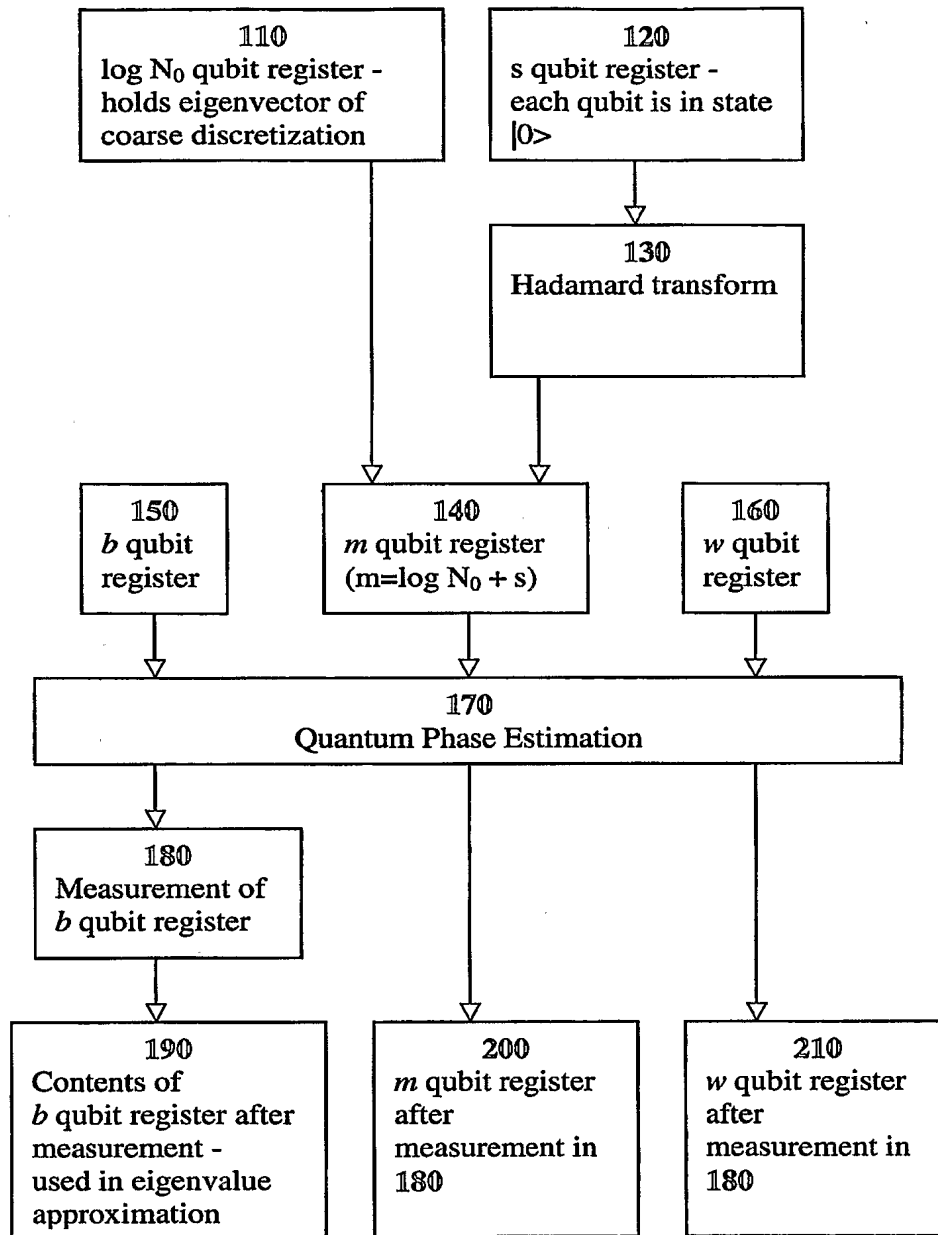 110
log N₀ qubit register -
holds eigenvector of
coarse discretization
120
s qubit register -
each qubit is in state
|0>
130
Hadamard transform
150
b qubit
register
140
m qubit register
(m=log N₀ + s)
160
w qubit
register
170
Quantum Phase Estimation
180
Measurement of
b qubit register
190
Contents of
b qubit register after
measurement -
used in eigenvalue
approximation
200
m qubit register
after
measurement in
180
210
w qubit register
after
measurement in
180